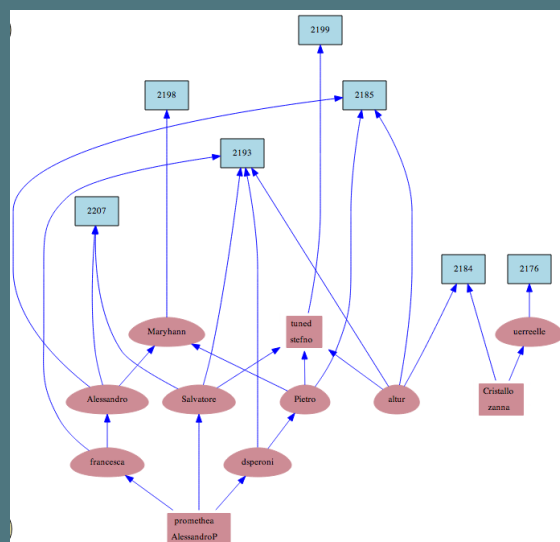 2199
2198
2185
2193
2207
2184
2176
Maryhann
tuned
stefno
uerreelle
Alessandro
Salvatore
Pietro
altur
Cristallo
zanna
francesca
dsperoni
promethea
AlessandroP